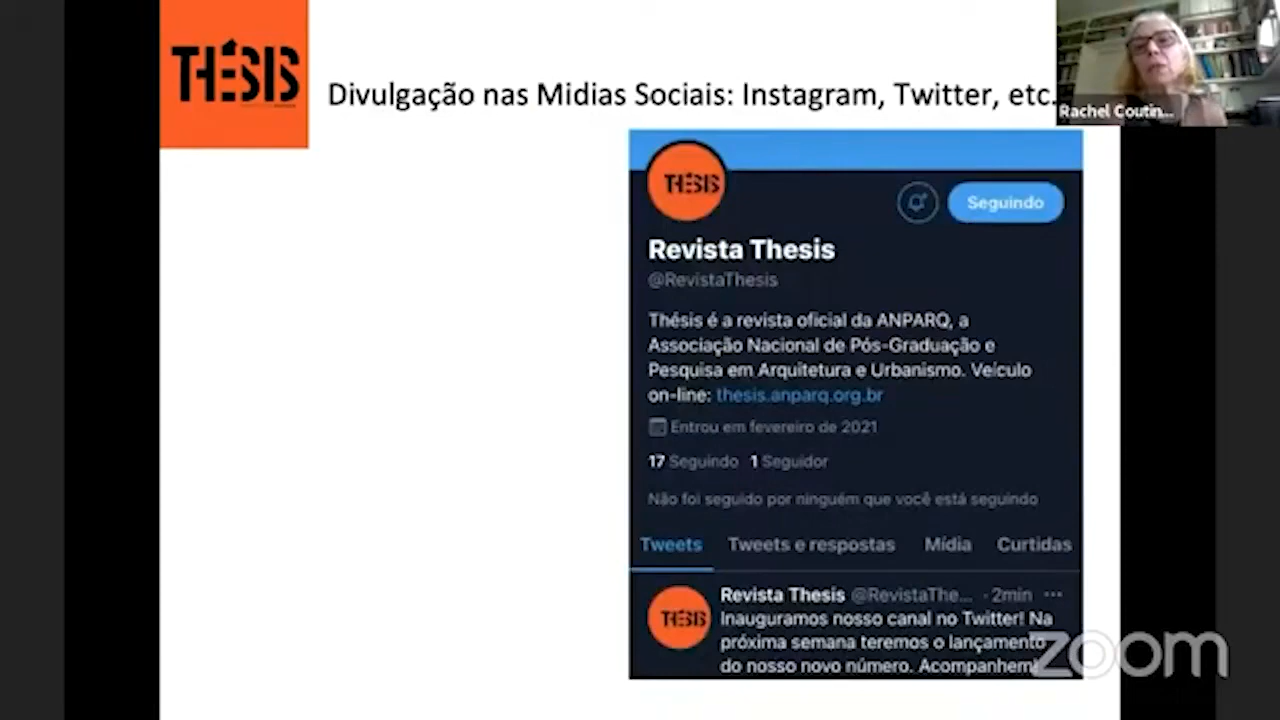 THÉSIS
Divulgação nas Midias Sociais: Instagram, Twitter, etc.
Rachel Coutin...
THÉSIS
Seguindo
Revista Thesis
@RevistaThesis
Thésis é a revista oficial da ANPARQ, a
Associação Nacional de Pós-Graduação e
Pesquisa em Arquitetura e Urbanismo. Veículo
on-line: thesis.anparq.org.br
Entrou em fevereiro de 2021
17 Seguindo 1 Seguidor
Não foi seguido por ninguém que você está seguindo
Tweets Tweets e respostas Mídia Curtidas
Revista Thesis @RevistaThe... · 2min ···
THÉSIS
Inauguramos nosso canal no Twitter! Na
próxima semana teremos o lançamento
do nosso novo número. Acompanhem!
zoom